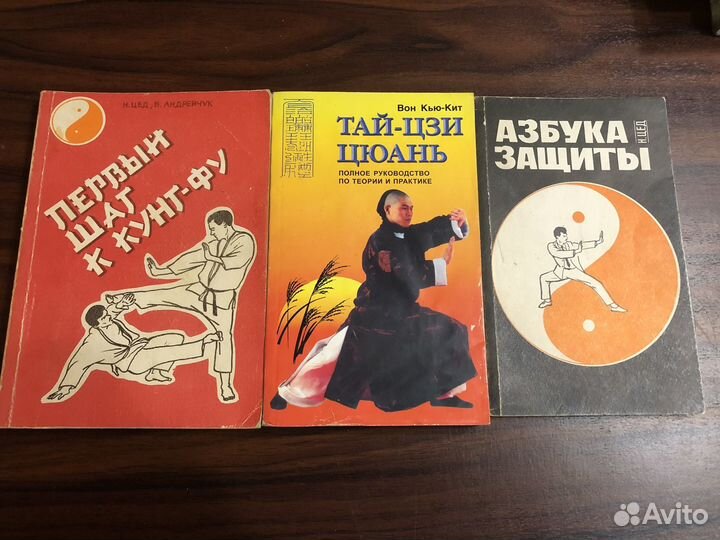 Н. ЦЕД, В. АНДРЕЙЧУК
ПЕРВЫЙ
ШАГ
К КУНГ-ФУ
Вон Кью-Кит
ТАЙ-ЦЗИ
ЦЮАНЬ
ПОЛНОЕ РУКОВОДСТВО
ПО ТЕОРИИ И ПРАКТИКЕ
АЗБУКА
ЗАЩИТЫ
Н. ЦЕД
Avito